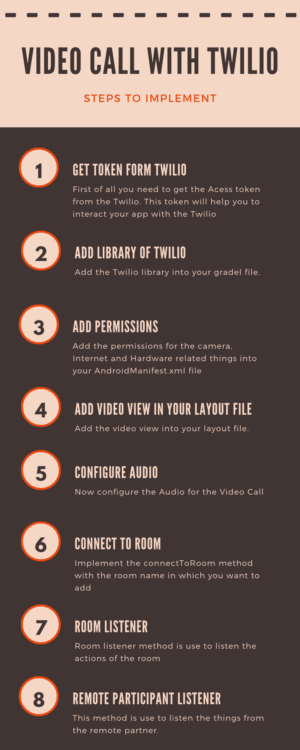 VIDEO CALL WITH TWILIO
STEPS TO IMPLEMENT
1
GET TOKEN FORM TWILIO
First of all you need to get the Acess token
from the Twilio. This token will help you to
interact your app with the Twilio
2
ADD LIBRARY OF TWILIO
Add the Twilio library into your gradel file.
3
ADD PERMISSIONS
Add the permissions for the camera,
Internet and Hardware related things into
your AndroidManifest.xml file
4
ADD VIDEO VIEW IN YOUR LAYOUT FILE
Add the video view into your layout file.
5
CONFIGURE AUDIO
Now configure the Audio for the Video Call
6
CONNECT TO ROOM
Implement the connectToRoom method
with the room name in which you want to
add
7
ROOM LISTENER
Room listener method is use to listen the
actions of the room
8
REMOTE PARTICIPANT LISTENER
This method is use to listen the things from
the remote partner.